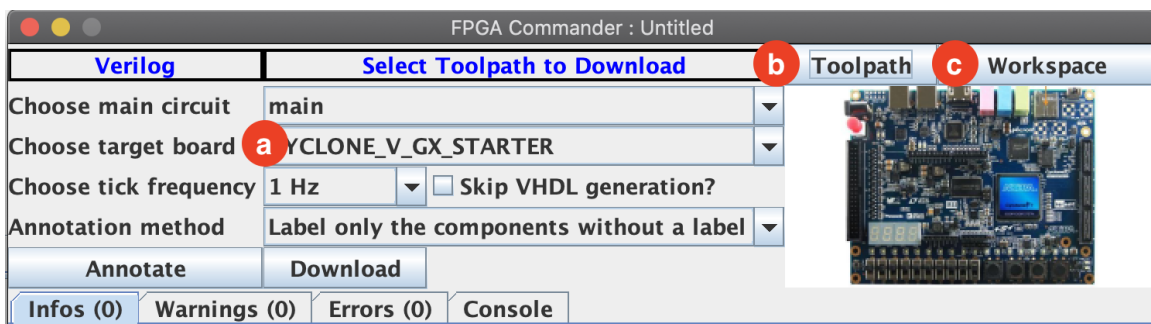 FPGA Commander : Untitled
Verilog Select Toolpath to Download b Toolpath c Workspace
Choose main circuit main
Choose target board a YCLONE_V_GX_STARTER
Choose tick frequency 1 Hz Skip VHDL generation?
Annotation method Label only the components without a label
Annotate Download
Infos (0) Warnings (0) Errors (0) Console